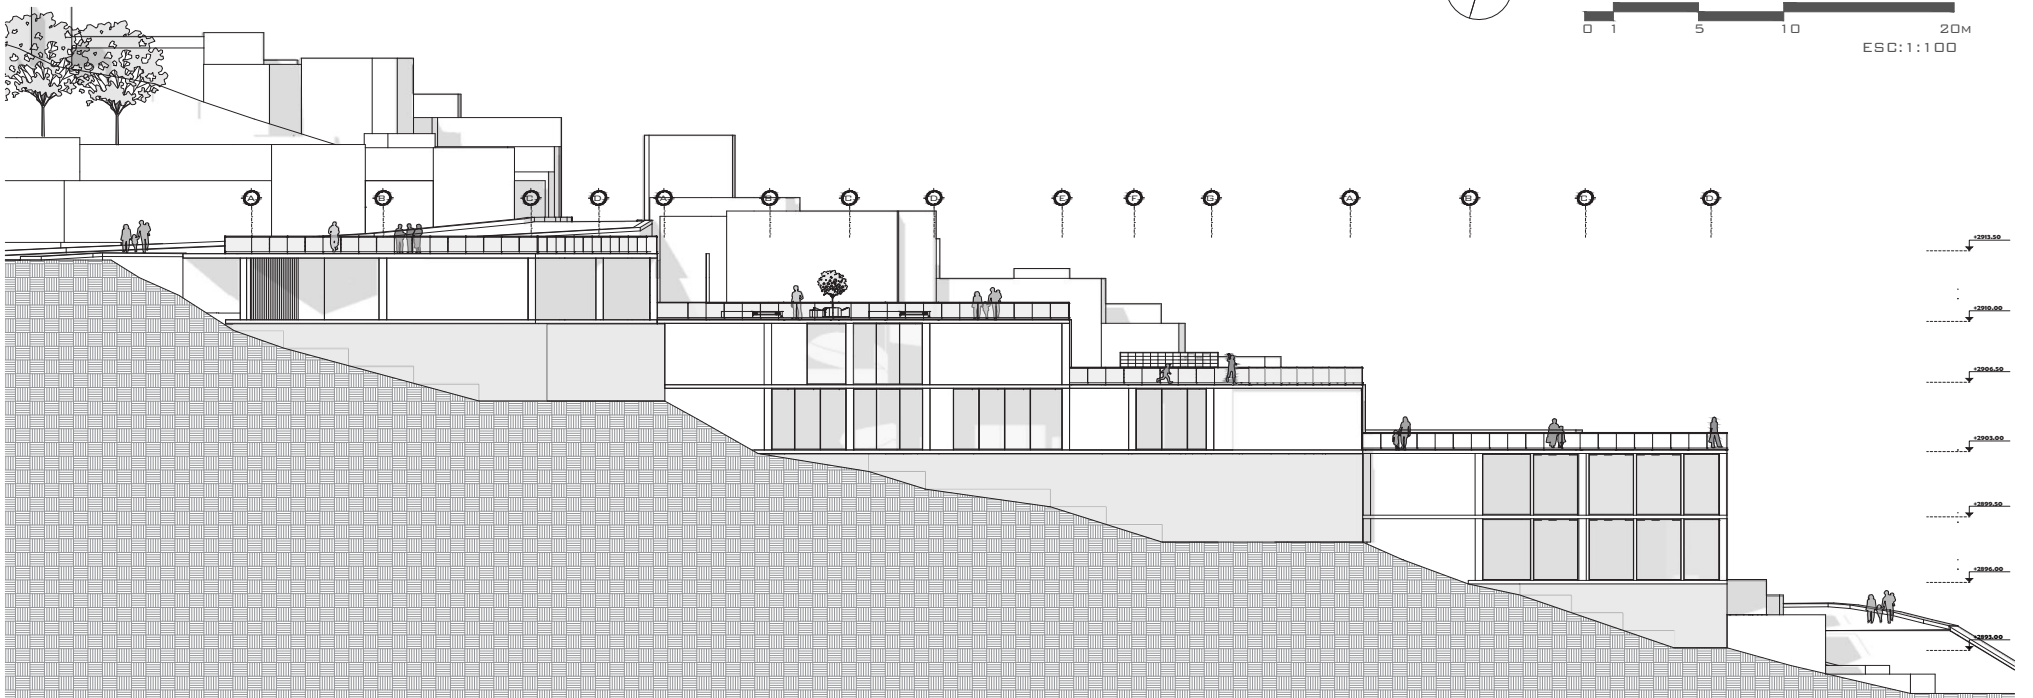 0 1 5 10 20M
ESC:1:100
A B C D A B C D E F G A B C D
+2913.50
+2910.00
+2906.50
+2903.00
+2899.50
+2896.00
+2893.00